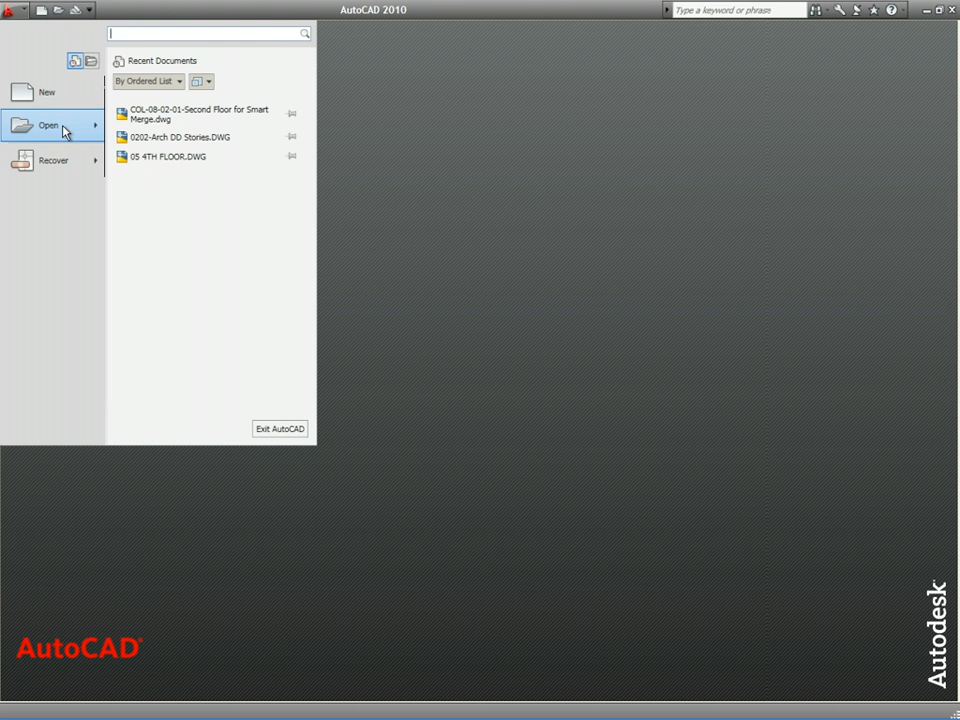 AutoCAD 2010
Type a keyword or phrase
Recent Documents
By Ordered List
New
Open
Recover
COL-08-02-01-Second Floor for Smart
Merge.dwg
0202-Arch DD Stories.DWG
05 4TH FLOOR.DWG
Exit AutoCAD
AutoCAD®
Autodesk